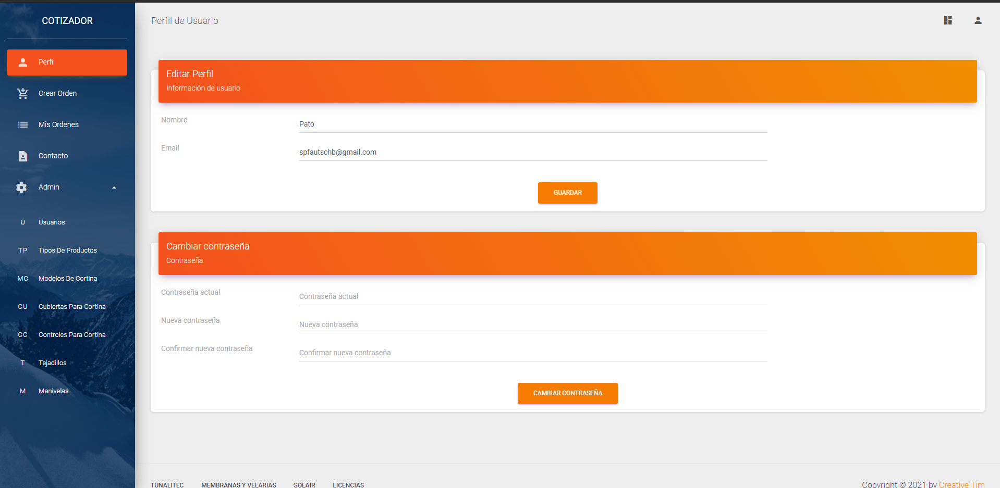 COTIZADOR
Perfil
Crear Orden
Mis Ordenes
Contacto
Admin
U Usuarios
TP Tipos De Productos
MC Modelos De Cortina
CU Cubiertas Para Cortina
CC Controles Para Cortina
T Tejadillos
M Manivelas
Perfil de Usuario
Editar Perfil
Información de usuario
Nombre
Pato
Email
spfautschb@gmail.com
GUARDAR
Cambiar contraseña
Contraseña
Contraseña actual
Contraseña actual
Nueva contraseña
Nueva contraseña
Confirmar nueva contraseña
Confirmar nueva contraseña
CAMBIAR CONTRASEÑA
TUNALITEC MEMBRANAS Y VELARIAS SOLAIR LICENCIAS
Copyright © 2021 by Creative Tim